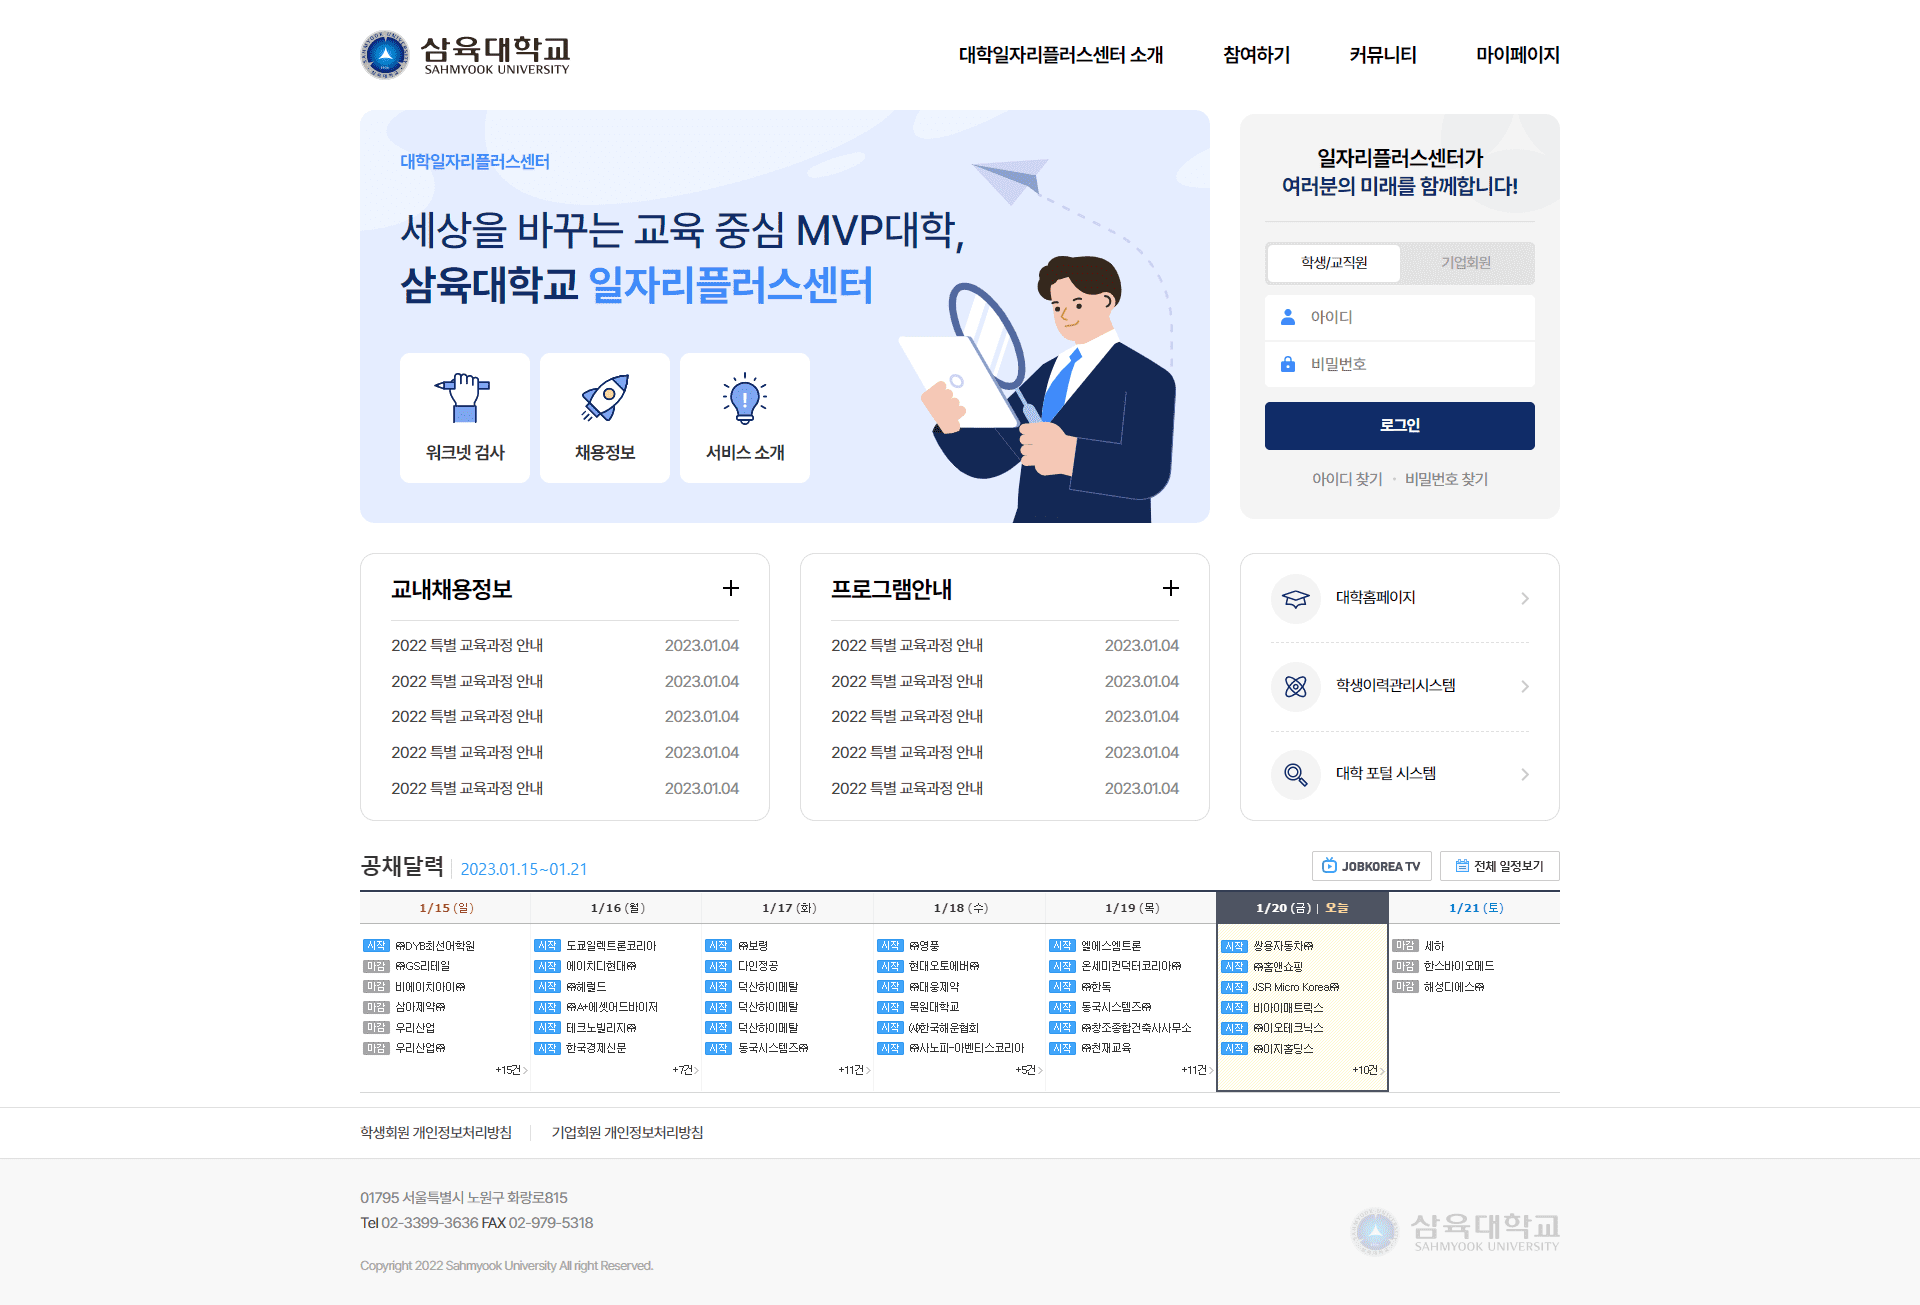 삼육대학교
SAHMYOOK UNIVERSITY
대학일자리플러스센터 소개
참여하기
커뮤니티
마이페이지
대학일자리플러스센터
세상을 바꾸는 교육 중심 MVP대학,
삼육대학교 일자리플러스센터
워크넷 검사
채용정보
서비스 소개
일자리플러스센터가
여러분의 미래를 함께합니다!
학생/교직원
기업회원
아이디
비밀번호
로그인
아이디 찾기 · 비밀번호 찾기
교내채용정보
2022 특별 교육과정 안내 2023.01.04
2022 특별 교육과정 안내 2023.01.04
2022 특별 교육과정 안내 2023.01.04
2022 특별 교육과정 안내 2023.01.04
2022 특별 교육과정 안내 2023.01.04
프로그램안내
2022 특별 교육과정 안내 2023.01.04
2022 특별 교육과정 안내 2023.01.04
2022 특별 교육과정 안내 2023.01.04
2022 특별 교육과정 안내 2023.01.04
2022 특별 교육과정 안내 2023.01.04
대학홈페이지
학생이력관리시스템
대학 포털 시스템
공채달력 2023.01.15~01.21
JOBKOREA TV
전체 일정보기
1/15 (일)
시작 ㈜DYB최선어학원
마감 ㈜GS리테일
마감 비에이치아이㈜
마감 삼아제약㈜
마감 우리산업
마감 우리산업㈜
+15건
1/16 (월)
시작 도쿄일렉트론코리아
시작 에이치디현대㈜
시작 ㈜헤럴드
시작 ㈜A+에셋어드바이저
시작 테크노빌리지㈜
시작 한국경제신문
+7건
1/17 (화)
시작 ㈜보령
시작 다인정공
시작 덕산하이메탈
시작 덕산하이메탈
시작 덕산하이메탈
시작 동국시스템즈㈜
+11건
1/18 (수)
시작 ㈜영풍
시작 현대오토에버㈜
시작 ㈜대웅제약
시작 목원대학교
시작 (사)한국해운협회
시작 ㈜사노피-아벤티스코리아
+5건
1/19 (목)
시작 엘에스엠트론
시작 온세미컨덕터코리아㈜
시작 ㈜한독
시작 동국시스템즈㈜
시작 ㈜창조종합건축사사무소
시작 ㈜천재교육
+11건
1/20 (금) | 오늘
시작 쌍용자동차㈜
시작 ㈜홈앤쇼핑
시작 JSR Micro Korea㈜
시작 비아이매트릭스
시작 ㈜이오테크닉스
시작 ㈜이지홀딩스
+10건
1/21 (토)
마감 세하
마감 한스바이오메드
마감 해성디에스㈜
학생회원 개인정보처리방침
기업회원 개인정보처리방침
01795 서울특별시 노원구 화랑로815
Tel 02-3399-3636 FAX 02-979-5318
Copyright 2022 Sahmyook University All right Reserved.
삼육대학교
SAHMYOOK UNIVERSITY